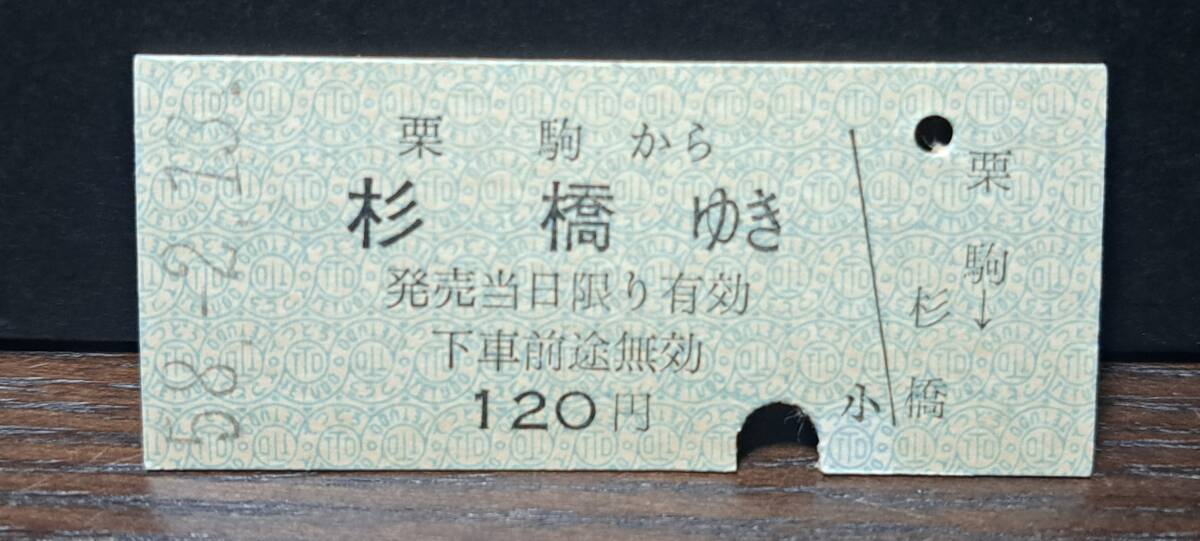 58.-2.18.
栗駒から
杉橋ゆき
発売当日限り有効
下車前途無効
120円
小
栗駒→
杉橋